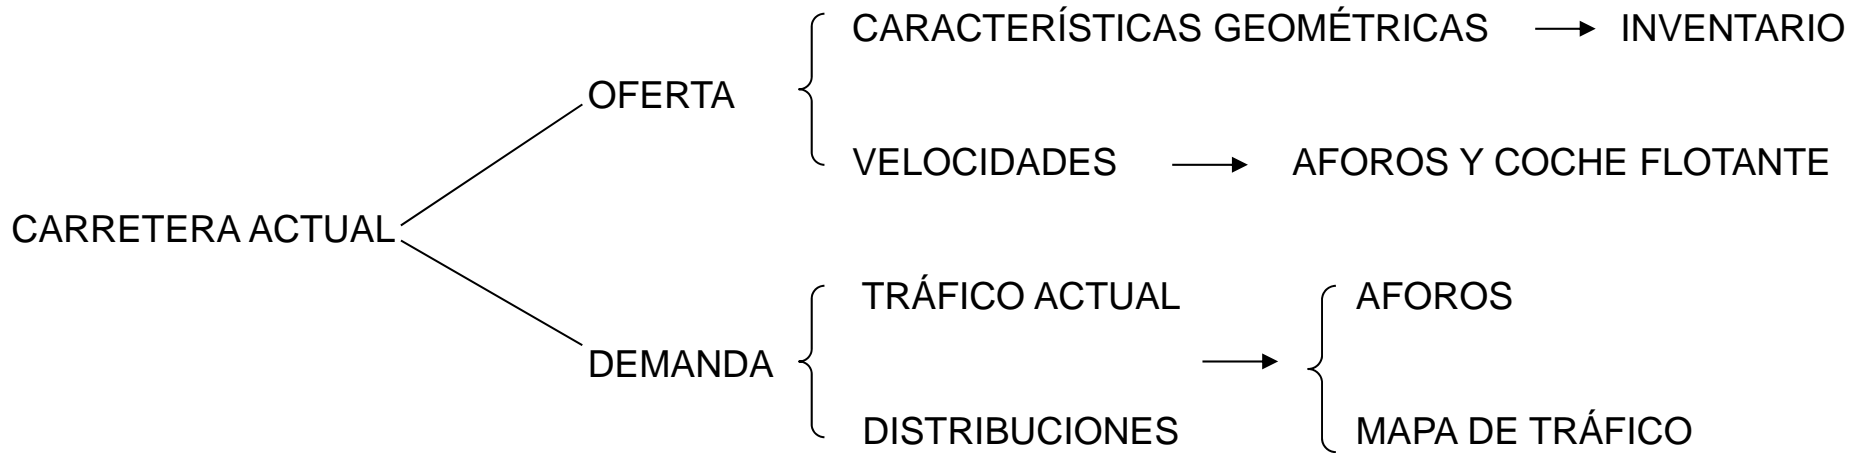 CARACTERÍSTICAS GEOMÉTRICAS INVENTARIO
OFERTA
VELOCIDADES AFOROS Y COCHE FLOTANTE
CARRETERA ACTUAL
TRÁFICO ACTUAL AFOROS
DEMANDA
DISTRIBUCIONES MAPA DE TRÁFICO